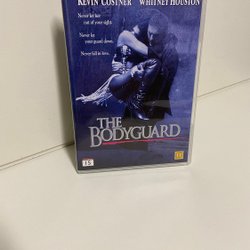 KEVIN COSTNER WHITNEY HOUSTON
Never let her
out of your sight.
Never let
your guard down.
Never fall in love.
THE
BODYGUARD
15